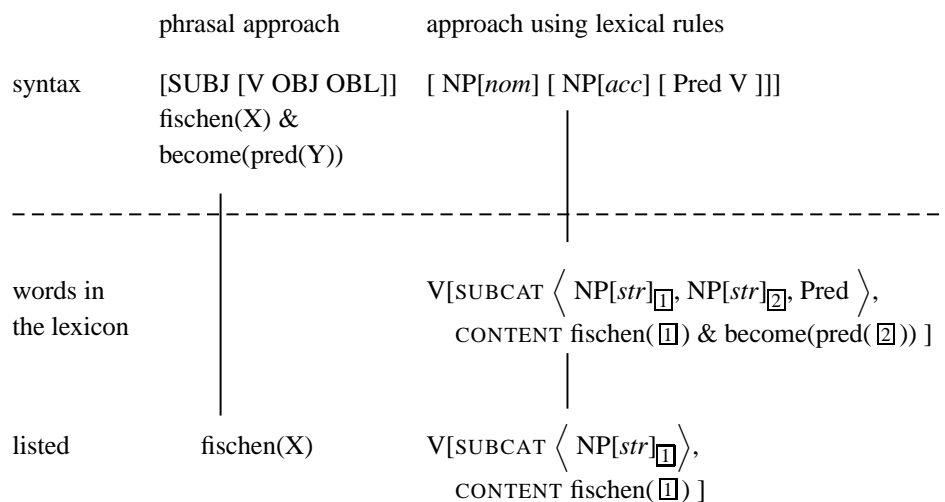 phrasal approach approach using lexical rules
syntax [SUBJ [V OBJ OBL]] [ NP[nom] [ NP[acc] [ Pred V ]]]
fischen(X) &
become(pred(Y))
words in V[SUBCAT ⟨ NP[str]1, NP[str]2, Pred ⟩,
the lexicon CONTENT fischen( 1 ) & become(pred( 2 )) ]
listed fischen(X) V[SUBCAT ⟨ NP[str]1 ⟩,
CONTENT fischen( 1 ) ]